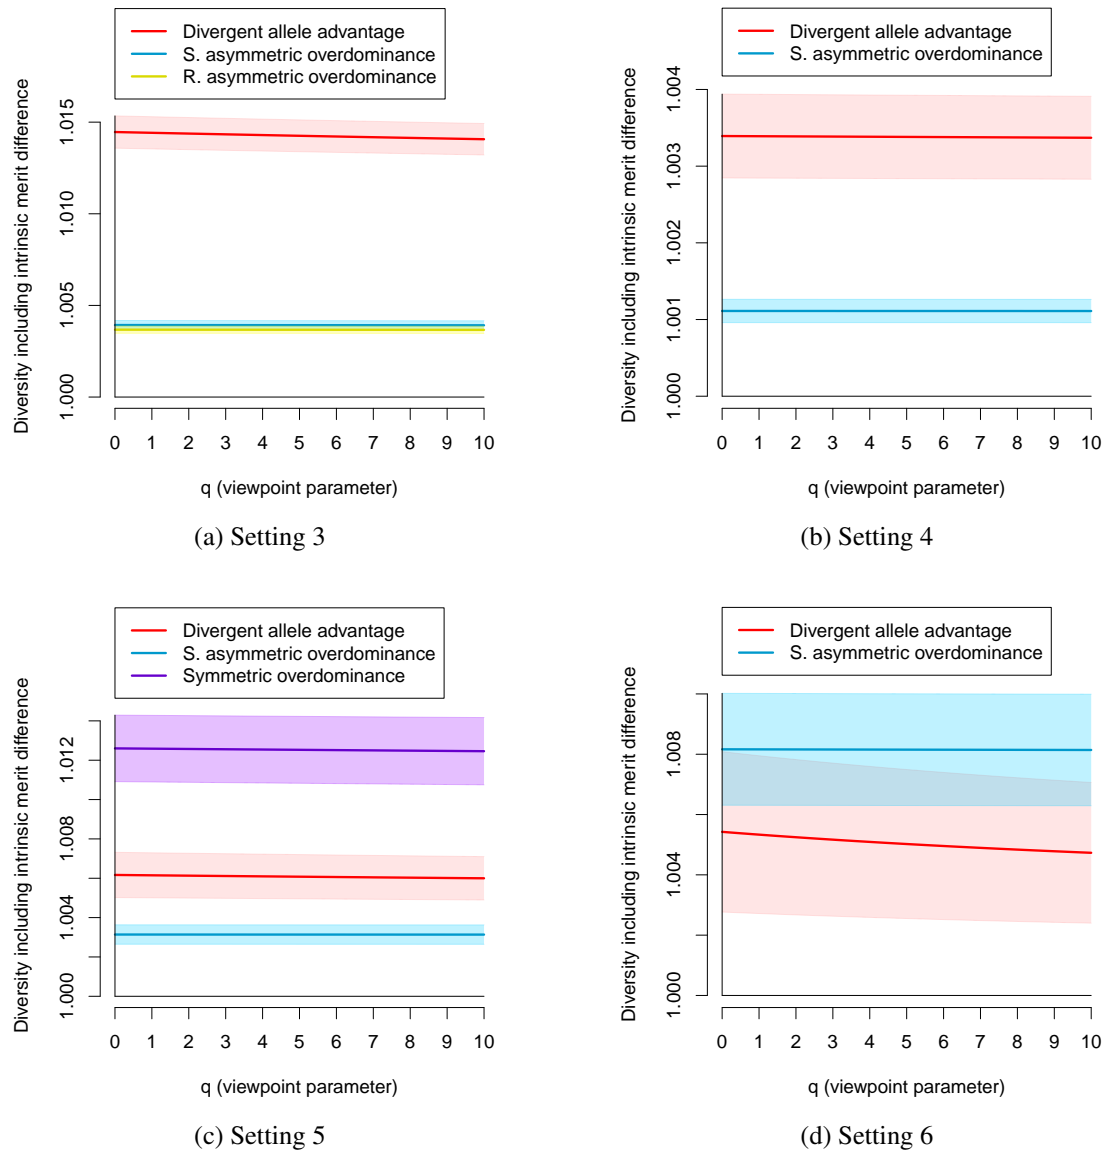 Divergent allele advantage
S. asymmetric overdominance
R. asymmetric overdominance
Diversity including intrinsic merit difference
1.015
1.010
1.005
1.000
0 1 2 3 4 5 6 7 8 9 10
q (viewpoint parameter)
(a) Setting 3
Divergent allele advantage
S. asymmetric overdominance
Diversity including intrinsic merit difference
1.004
1.003
1.002
1.001
1.000
0 1 2 3 4 5 6 7 8 9 10
q (viewpoint parameter)
(b) Setting 4
Divergent allele advantage
S. asymmetric overdominance
Symmetric overdominance
Diversity including intrinsic merit difference
1.012
1.008
1.004
1.000
0 1 2 3 4 5 6 7 8 9 10
q (viewpoint parameter)
(c) Setting 5
Divergent allele advantage
S. asymmetric overdominance
Diversity including intrinsic merit difference
1.008
1.004
1.000
0 1 2 3 4 5 6 7 8 9 10
q (viewpoint parameter)
(d) Setting 6